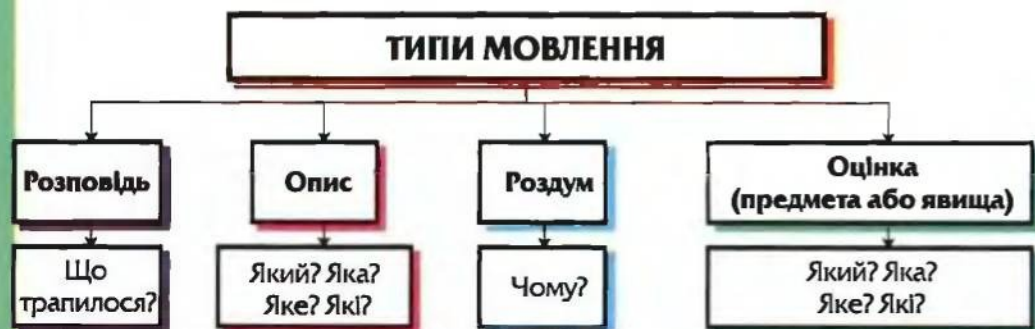 ТИПИ МОВЛЕННЯ
Розповідь
Опис
Роздум
Оцінка
(предмета або явища)
Що
трапилося?
Який? Яка?
Яке? Які?
Чому?
Який? Яка?
Яке? Які?